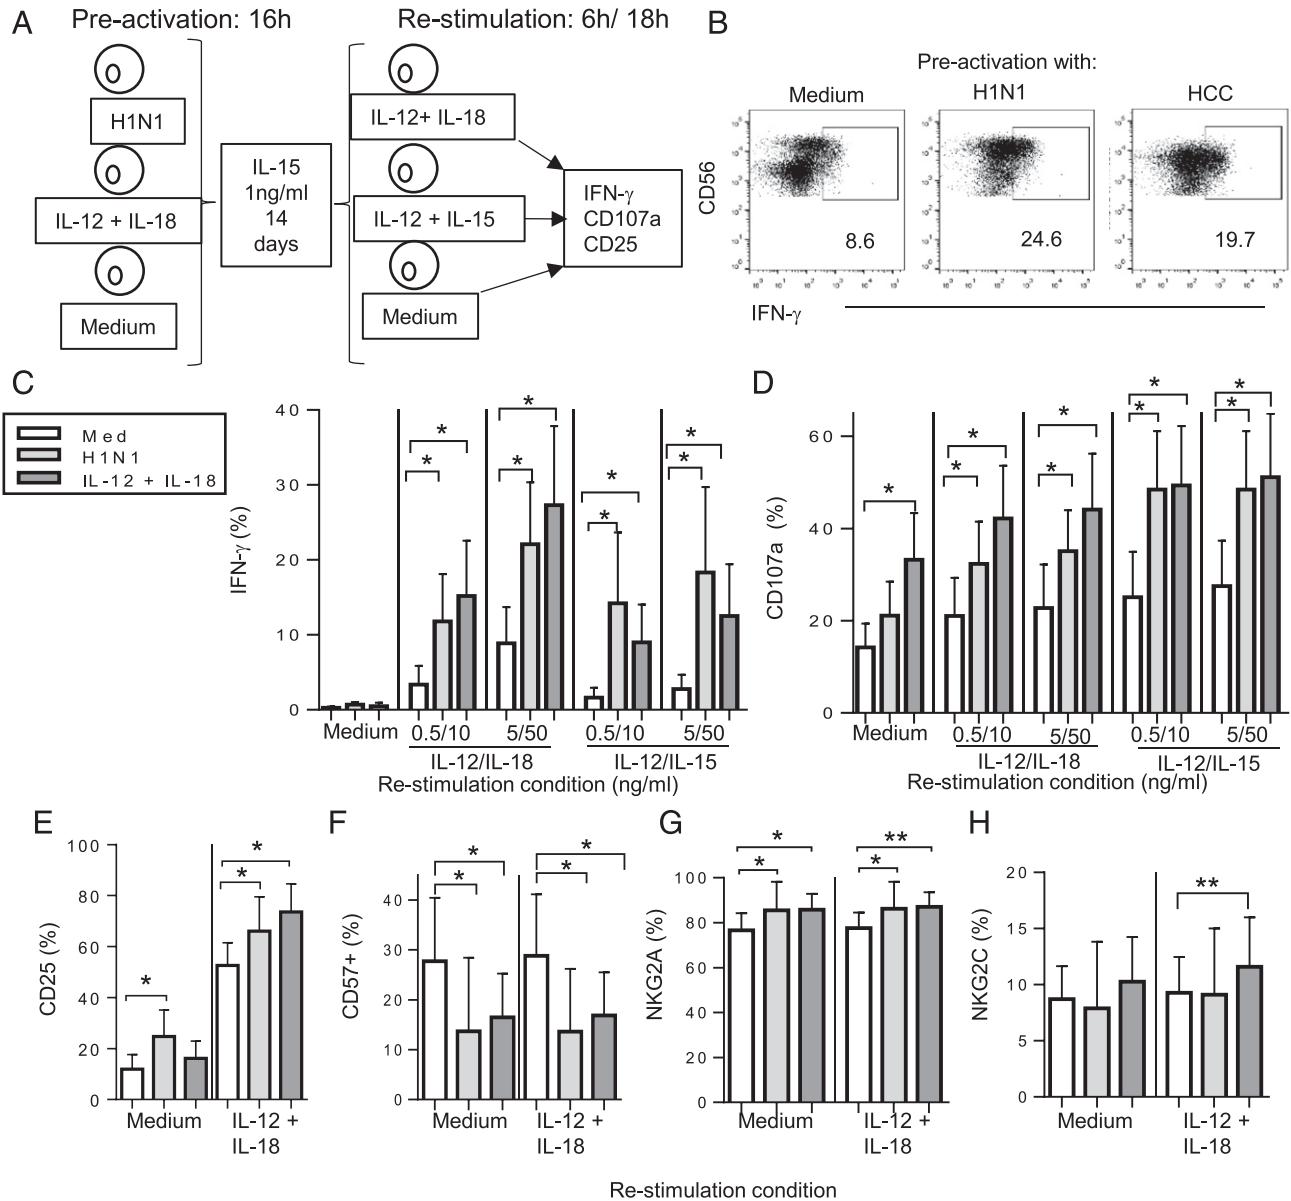 A
Pre-activation: 16h
Re-stimulation: 6h/ 18h
H1N1
IL-12 + IL-18
Medium
IL-15
1ng/ml
14
days
IL-12+ IL-18
IL-12 + IL-15
Medium
IFN-γ
CD107a
CD25
B
Pre-activation with:
Medium
H1N1
HCC
CD56
8.6
24.6
19.7
IFN-γ
C
Med
H1N1
IL-12 + IL-18
IFN-γ (%)
40
30
20
10
0
* * * * * * * *
Medium
0.5/10
5/50
0.5/10
5/50
IL-12/IL-18
IL-12/IL-15
Re-stimulation condition (ng/ml)
D
CD107a (%)
60
40
20
0
* * * * * * * * *
Medium
0.5/10
5/50
0.5/10
5/50
IL-12/IL-18
IL-12/IL-15
Re-stimulation condition (ng/ml)
E
CD25 (%)
100
80
60
40
20
0
* * *
Medium
IL-12 +
IL-18
F
CD57+ (%)
40
30
20
10
0
* * * *
Medium
IL-12 +
IL-18
G
NKG2A (%)
100
80
60
40
20
0
* * ** *
Medium
IL-12 +
IL-18
H
NKG2C (%)
20
15
10
5
0
**
Medium
IL-12 +
IL-18
Re-stimulation condition